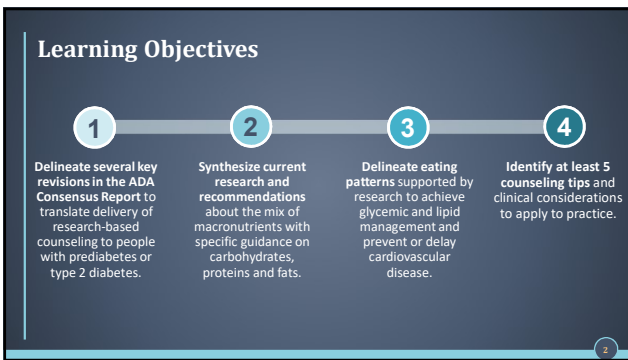 Learning Objectives
1
2
3
4
Delineate several key
revisions in the ADA
Consensus Report to
translate delivery of
research-based
counseling to people
with prediabetes or
type 2 diabetes.
Synthesize current
research and
recommendations
about the mix of
macronutrients with
specific guidance on
carbohydrates,
proteins and fats.
Delineate eating
patterns supported by
research to achieve
glycemic and lipid
management and
prevent or delay
cardiovascular
disease.
Identify at least 5
counseling tips and
clinical considerations
to apply to practice.
2